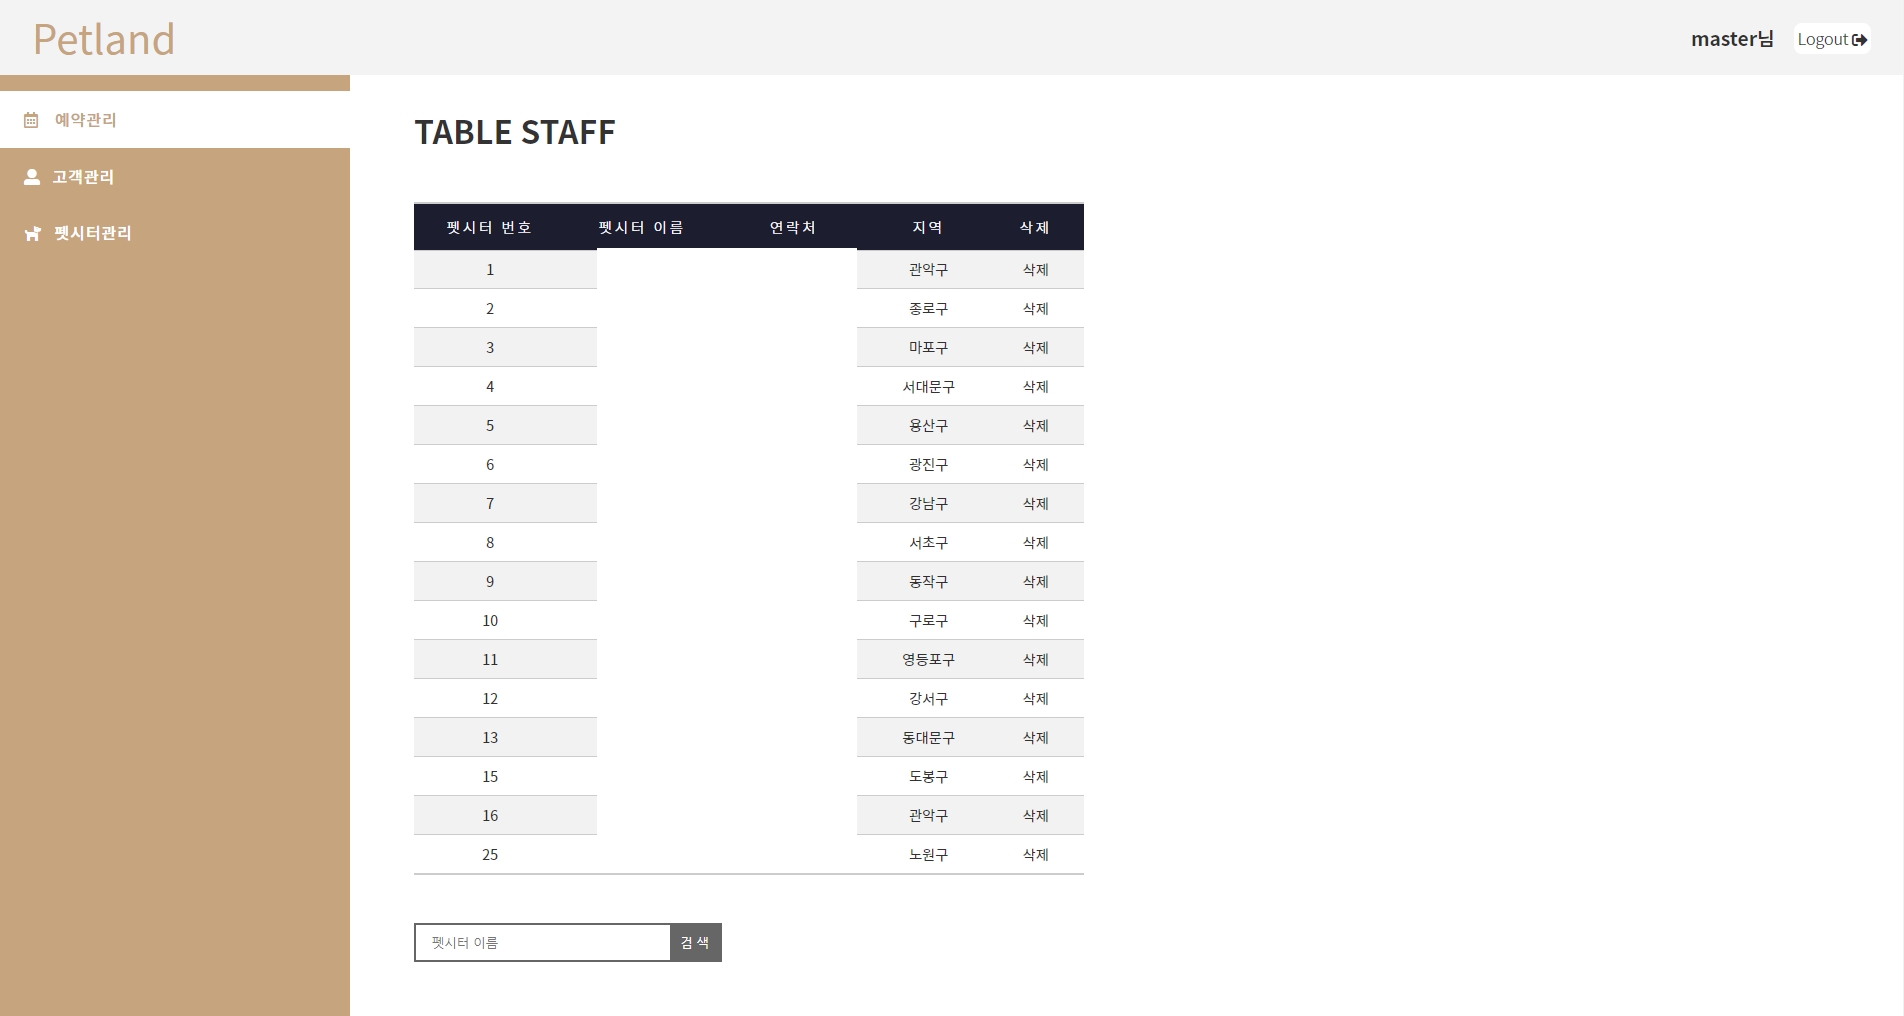 Petland
master님 Logout
예약관리
고객관리
펫시터관리
TABLE STAFF
펫시터 번호 펫시터 이름 연락처 지역 삭제
1 관악구 삭제
2 종로구 삭제
3 마포구 삭제
4 서대문구 삭제
5 용산구 삭제
6 광진구 삭제
7 강남구 삭제
8 서초구 삭제
9 동작구 삭제
10 구로구 삭제
11 영등포구 삭제
12 강서구 삭제
13 동대문구 삭제
15 도봉구 삭제
16 관악구 삭제
25 노원구 삭제
펫시터 이름 검색